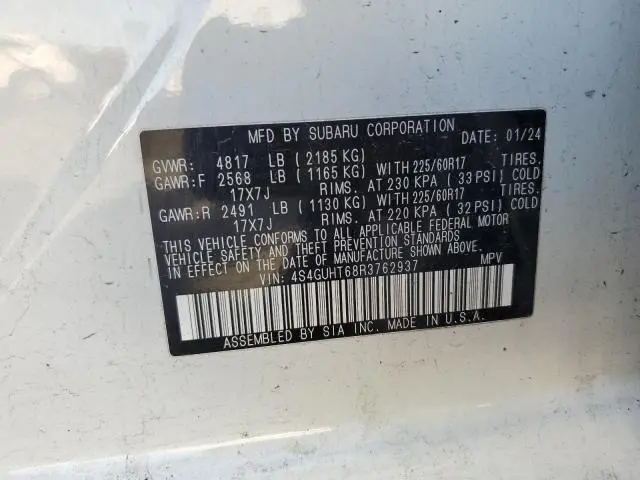 MFD BY SUBARU CORPORATION DATE: 01/24
GVWR: 4817 LB (2185 KG)
GAWR:F 2568 LB (1165 KG) WITH 225/60R17 TIRES.
17X7J RIMS. AT 230 KPA (33 PSI) COLD
GAWR:R 2491 LB (1130 KG) WITH 225/60R17 TIRES.
17X7J RIMS. AT 220 KPA (32 PSI) COLD
THIS VEHICLE CONFORMS TO ALL APPLICABLE FEDERAL MOTOR
VEHICLE SAFETY AND THEFT PREVENTION STANDARDS
IN EFFECT ON THE DATE OF MANUFACTURE SHOWN ABOVE.
VIN: 4S4GUHT68R3762937 MPV
ASSEMBLED BY SIA INC. MADE IN U.S.A.